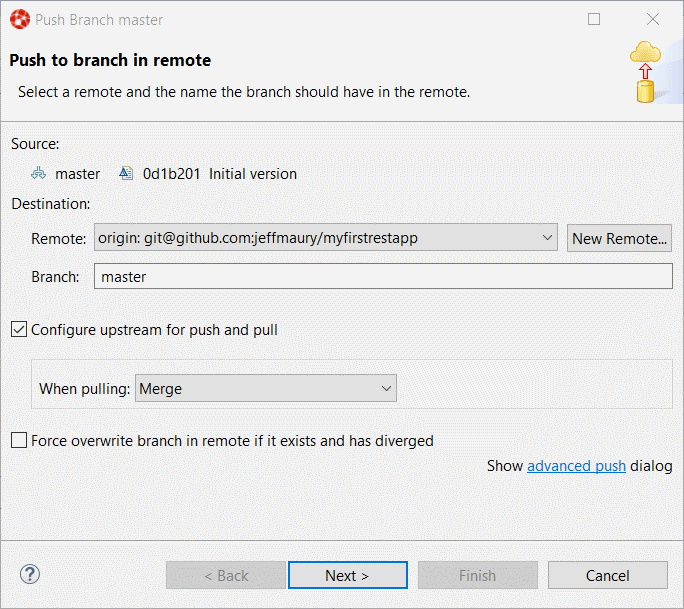 Push Branch master
Push to branch in remote
Select a remote and the name the branch should have in the remote.
Source:
master 0d1b201 Initial version
Destination:
Remote: origin: git@github.com:jeffmaury/myfirstrestapp New Remote...
Branch: master
Configure upstream for push and pull
When pulling: Merge
Force overwrite branch in remote if it exists and has diverged
Show advanced push dialog
? < Back Next > Finish Cancel